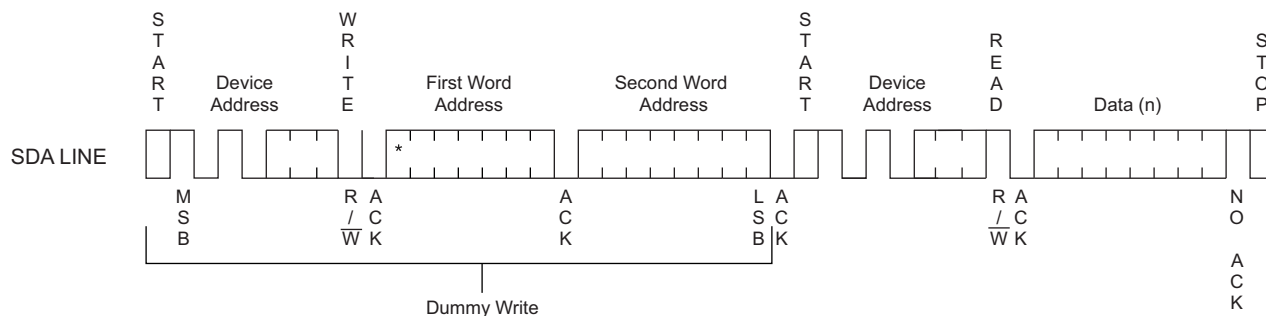 START
WRITE
START
READ
STOP
Device
Address
First Word
Address
Second Word
Address
Device
Address
Data (n)
SDA LINE
*
MSB
R/W
ACK
ACK
LSB
ACK
R/W
ACK
NO ACK
Dummy Write